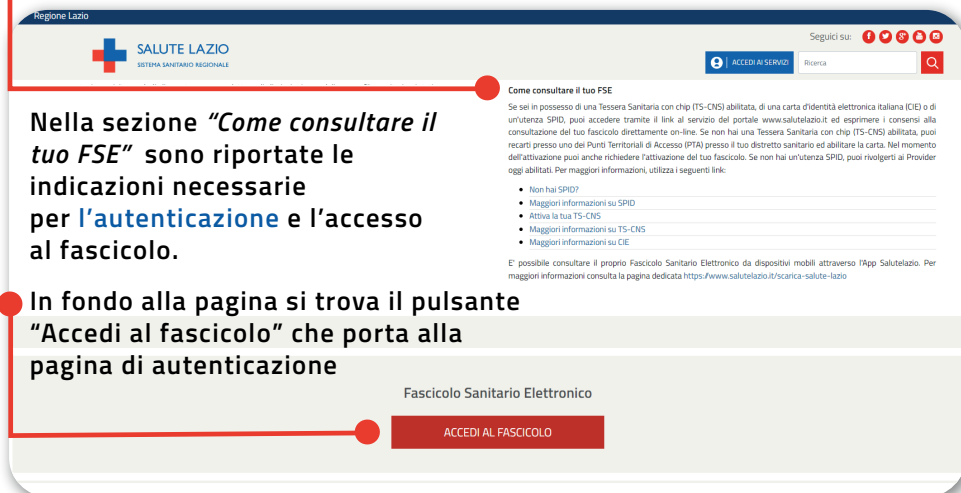 Regione Lazio
Seguici su:
SALUTE LAZIO
SISTEMA SANITARIO REGIONALE
ACCEDI AI SERVIZI
Ricerca
Nella sezione “Come consultare il
tuo FSE” sono riportate le
indicazioni necessarie
per l’autenticazione e l’accesso
al fascicolo.
Come consultare il tuo FSE
Se sei in possesso di una Tessera Sanitaria con chip (TS-CNS) abilitata, di una carta d'identità elettronica italiana (CIE) o di
un'utenza SPID, puoi accedere tramite il link al servizio del portale www.salutelazio.it ed esprimere i consensi alla
consultazione del tuo fascicolo direttamente on-line. Se non hai una Tessera Sanitaria con chip (TS-CNS) abilitata, puoi
recarti presso uno dei Punti Territoriali di Accesso (PTA) presso il tuo distretto sanitario ed abilitare la carta. Nel momento
dell'attivazione puoi anche richiedere l'attivazione del tuo fascicolo. Se non hai un'utenza SPID, puoi rivolgerti ai Provider
oggi abilitati. Per maggiori informazioni, utilizza i seguenti link:
• Non hai SPID?
• Maggiori informazioni su SPID
• Attiva la tua TS-CNS
• Maggiori informazioni su TS-CNS
• Maggiori informazioni su CIE
E' possibile consultare il proprio Fascicolo Sanitario Elettronico da dispositivi mobili attraverso l'App Salutelazio. Per
maggiori informazioni consulta la pagina dedicata https://www.salutelazio.it/scarica-salute-lazio
In fondo alla pagina si trova il pulsante
“Accedi al fascicolo” che porta alla
pagina di autenticazione
Fascicolo Sanitario Elettronico
ACCEDI AL FASCICOLO